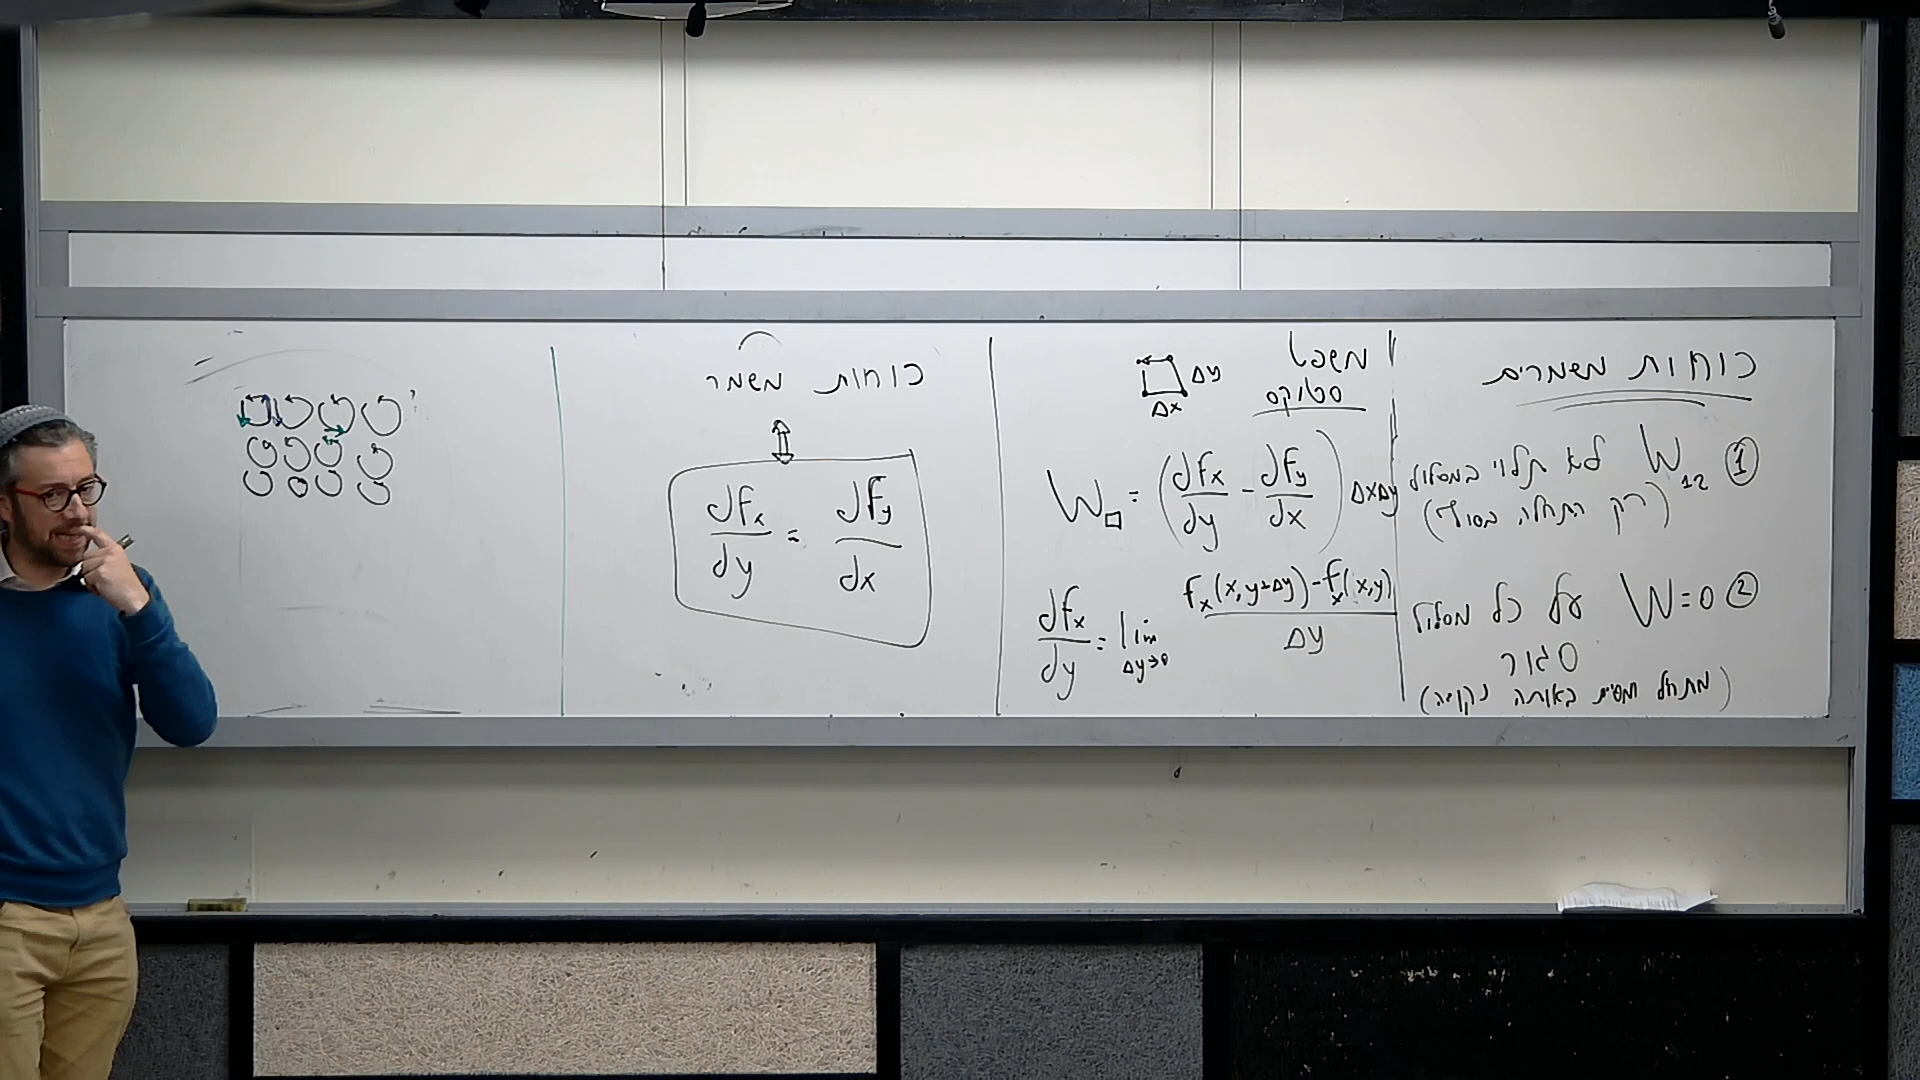 כוחות משמרים
① W₁₂ לא תלוי במסלול
(רק התחלה, סוף)
② W=0 על כל מסלול
סגור
(מתחיל ומסיים באותה נקודה)
משפט
סטוקס
Δy
Δx
W□ = (dfx/dy - dfy/dx) ΔxΔy
dfx/dy = lim Δy→0 (fx(x,y+Δy)-fx(x,y))/Δy
כוחות משמר
⇕
dfx/dy = dfy/dx